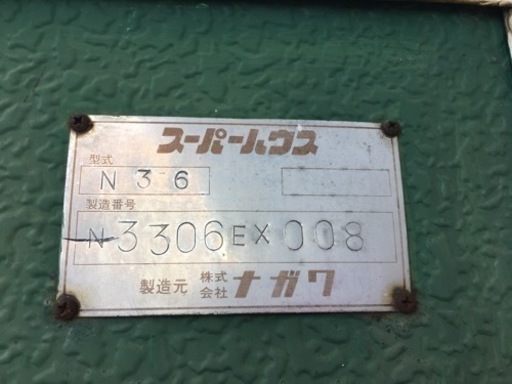 スーパーハウス
型式
N 3 6
製造番号
N3306EX008
製造元 株式会社 ナガワ